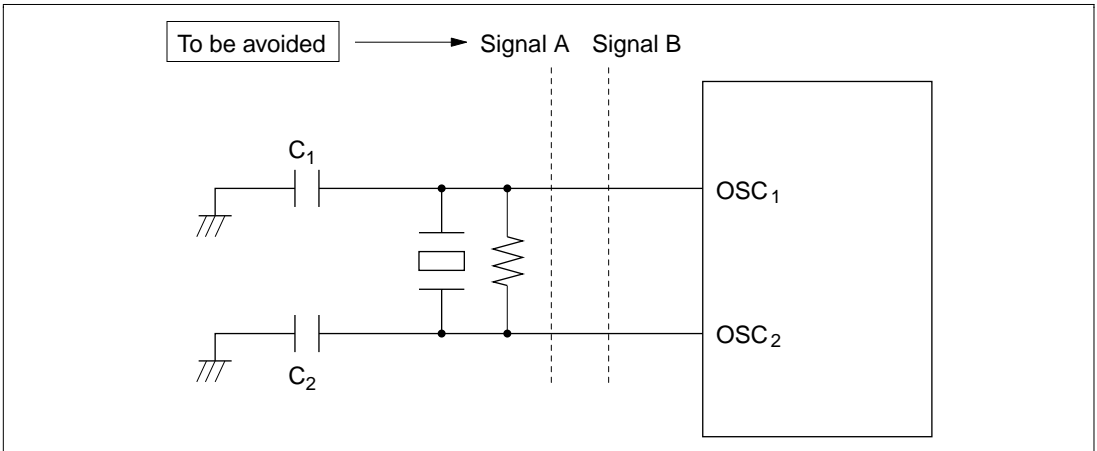 To be avoided Signal A Signal B
C1
OSC1
OSC2
C2